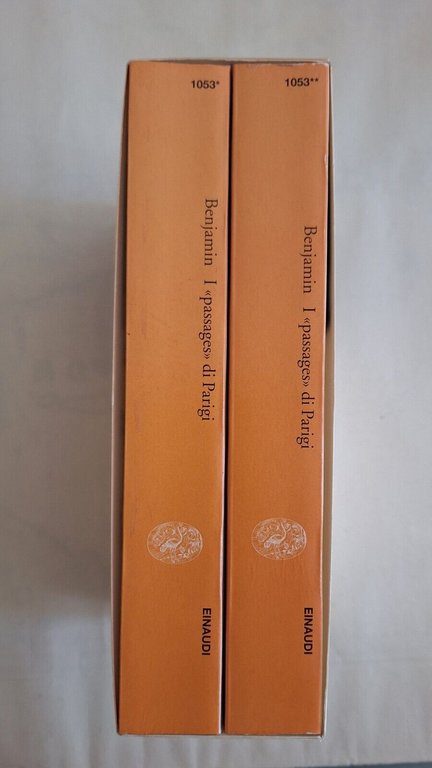 1053*
Benjamin I «passages» di Parigi
EINAUDI
1053**
Benjamin I «passages» di Parigi
EINAUDI